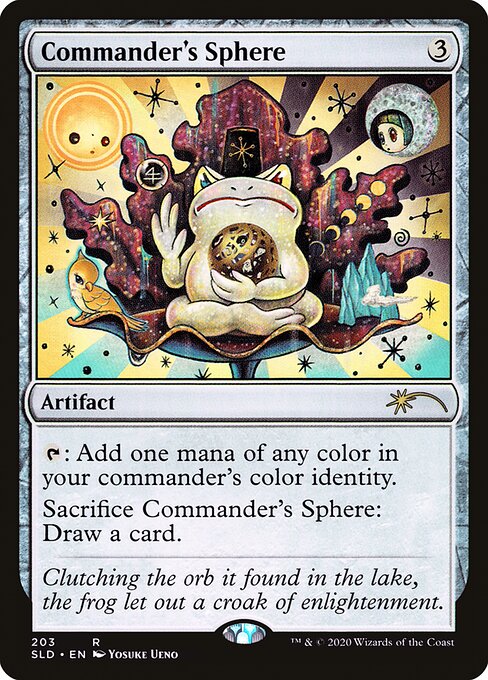 Commander's Sphere 3
4
Artifact
: Add one mana of any color in
your commander's color identity.
Sacrifice Commander's Sphere:
Draw a card.
Clutching the orb it found in the lake,
the frog let out a croak of enlightenment.
203 R
SLD • EN Yosuke Ueno
™ & © 2020 Wizards of the Coast